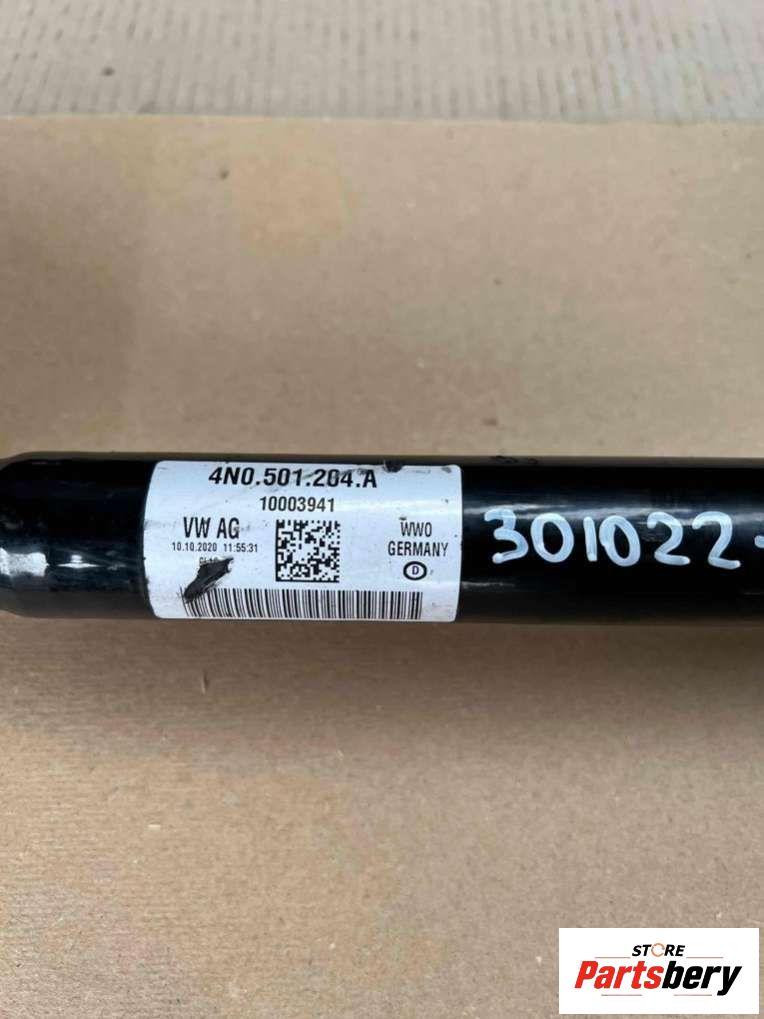 4N0.501.204.A
10003941
VW AG
10.10.2020 11:55:31
WWO
GERMANY
D
301022-
STORE
Partsbery